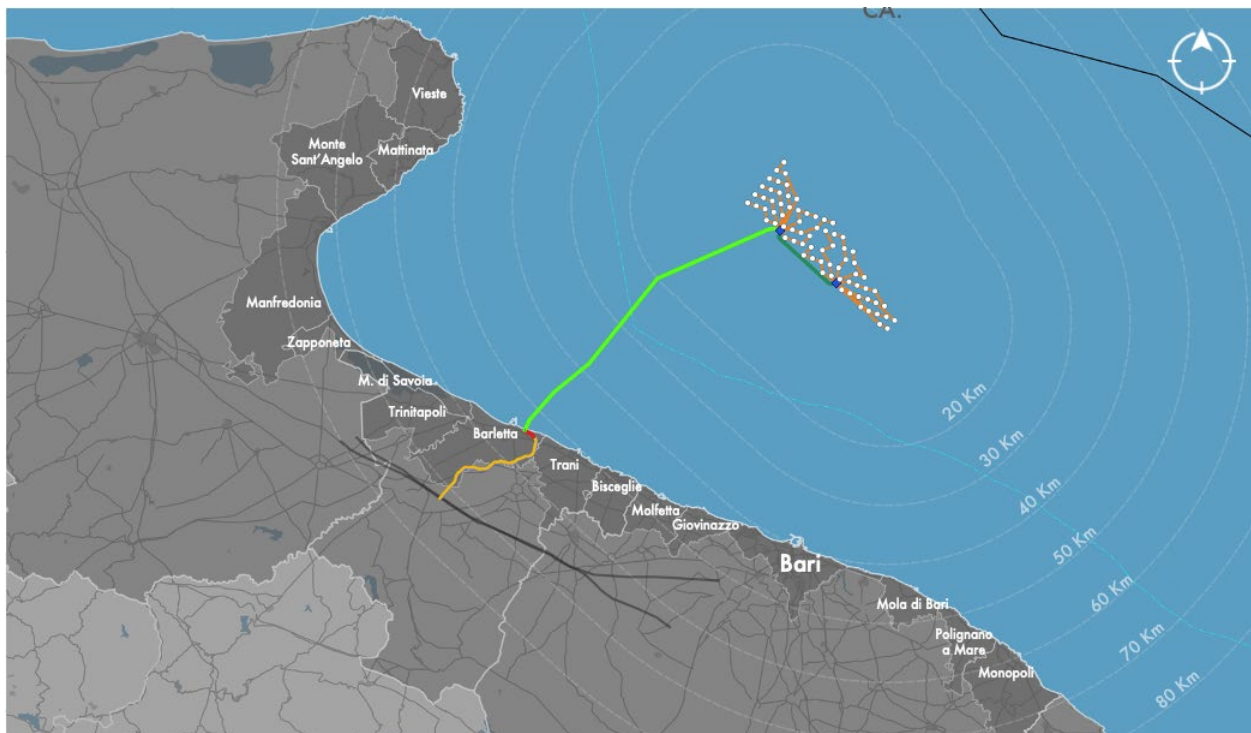 CA.
Vieste
Monte
Sant'Angelo
Mattinata
Manfredonia
Zapponeta
M. di Savoia
Trinitapoli
Barletta
Trani
Bisceglie
Molfetta
Giovinazzo
Bari
Mola di Bari
Polignano
a Mare
Monopoli
20 Km
30 Km
40 Km
50 Km
60 Km
70 Km
80 Km